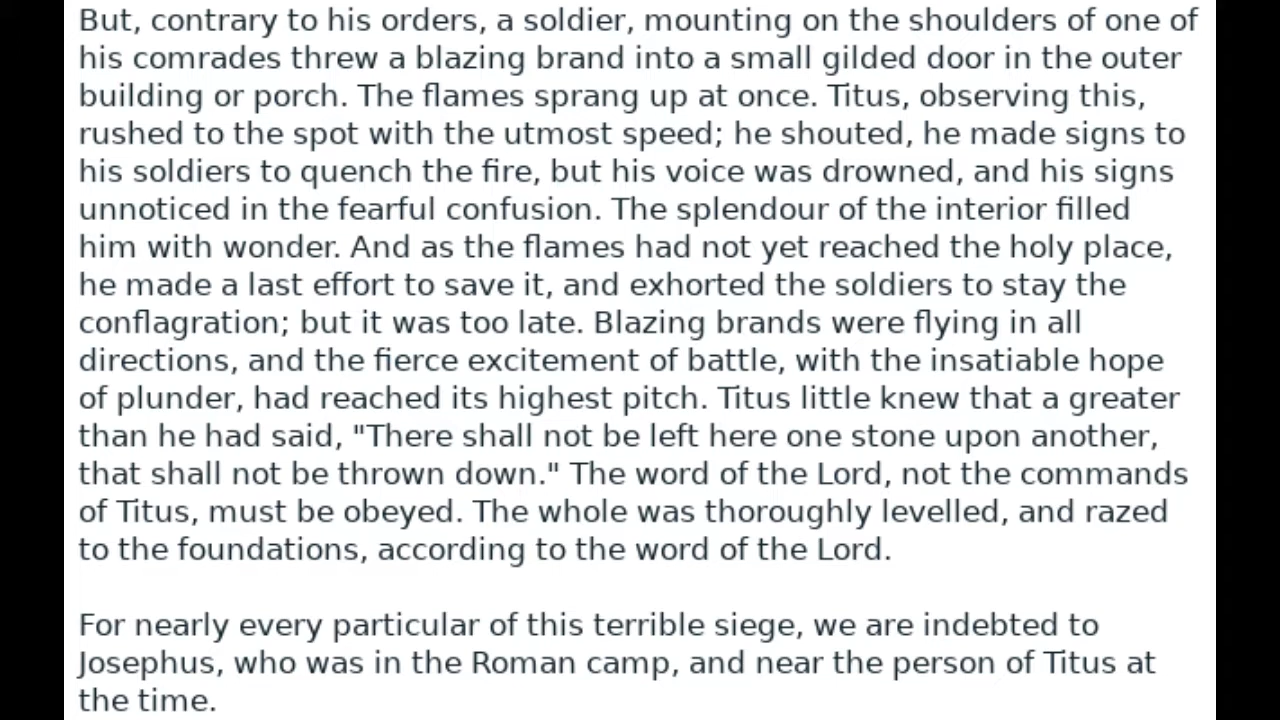 But, contrary to his orders, a soldier, mounting on the shoulders of one of
his comrades threw a blazing brand into a small gilded door in the outer
building or porch. The flames sprang up at once. Titus, observing this,
rushed to the spot with the utmost speed; he shouted, he made signs to
his soldiers to quench the fire, but his voice was drowned, and his signs
unnoticed in the fearful confusion. The splendour of the interior filled
him with wonder. And as the flames had not yet reached the holy place,
he made a last effort to save it, and exhorted the soldiers to stay the
conflagration; but it was too late. Blazing brands were flying in all
directions, and the fierce excitement of battle, with the insatiable hope
of plunder, had reached its highest pitch. Titus little knew that a greater
than he had said, "There shall not be left here one stone upon another,
that shall not be thrown down." The word of the Lord, not the commands
of Titus, must be obeyed. The whole was thoroughly levelled, and razed
to the foundations, according to the word of the Lord.
For nearly every particular of this terrible siege, we are indebted to
Josephus, who was in the Roman camp, and near the person of Titus at
the time.